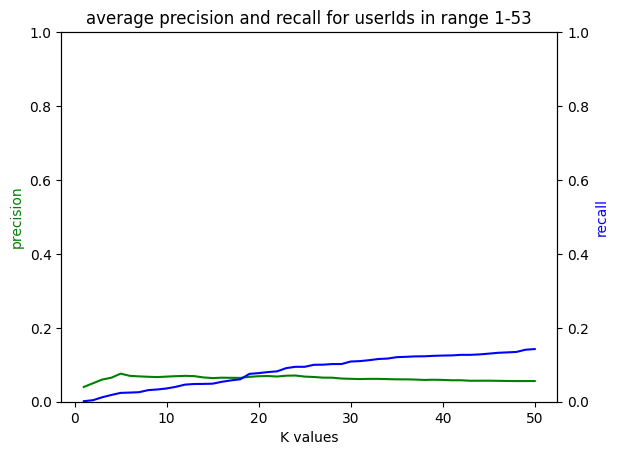 average precision and recall for userIds in range 1-53
1.0
0.8
0.6
0.4
0.2
0.0
precision
1.0
0.8
0.6
0.4
0.2
0.0
recall
0 10 20 30 40 50
K values